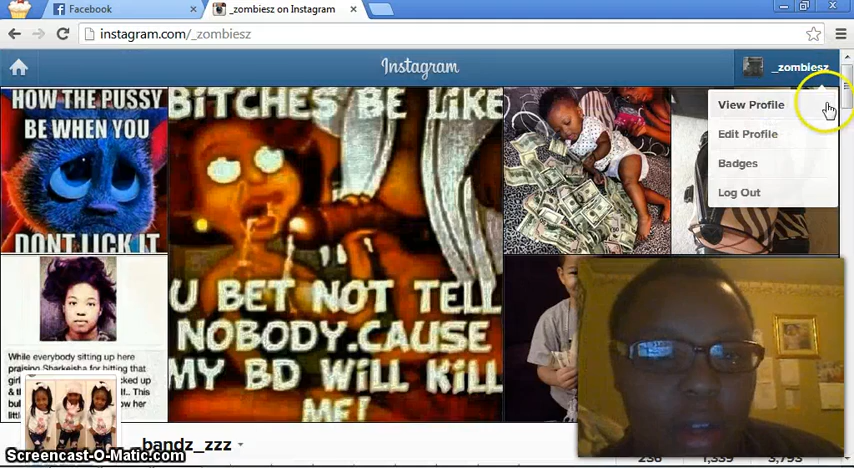 Facebook
_zombiesz on Instagram
instagram.com/_zombiesz
Instagram
_zombiesz
View Profile
Edit Profile
Badges
Log Out
HOW THE PUSSY
BE WHEN YOU
DONT LICK IT
BITCHES BE LIKE
U BET NOT TELL
NOBODY.CAUSE
MY BD WILL KILL
ME!
While everybody sitting up here
praising Sharkeisha for hitting that
_bandz_zzz
Screencast-O-Matic.com